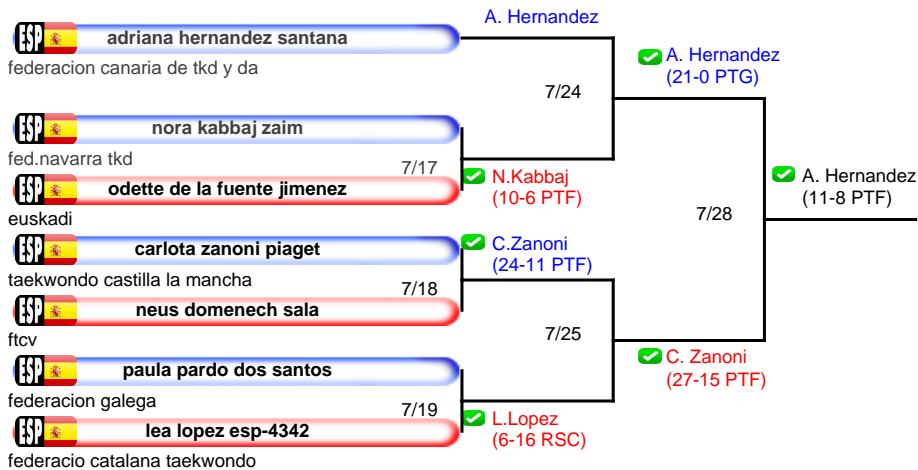 A. Hernandez
ESP adriana hernandez santana
federacion canaria de tkd y da
A. Hernandez
(21-0 PTG)
7/24
ESP nora kabbaj zaim
fed.navarra tkd
7/17
ESP odette de la fuente jimenez
euskadi
N.Kabbaj
(10-6 PTF)
A. Hernandez
(11-8 PTF)
7/28
ESP carlota zanoni piaget
taekwondo castilla la mancha
C.Zanoni
(24-11 PTF)
7/18
ESP neus domenech sala
ftcv
7/25
ESP paula pardo dos santos
federacion galega
C. Zanoni
(27-15 PTF)
7/19
ESP lea lopez esp-4342
federacio catalana taekwondo
L.Lopez
(6-16 RSC)